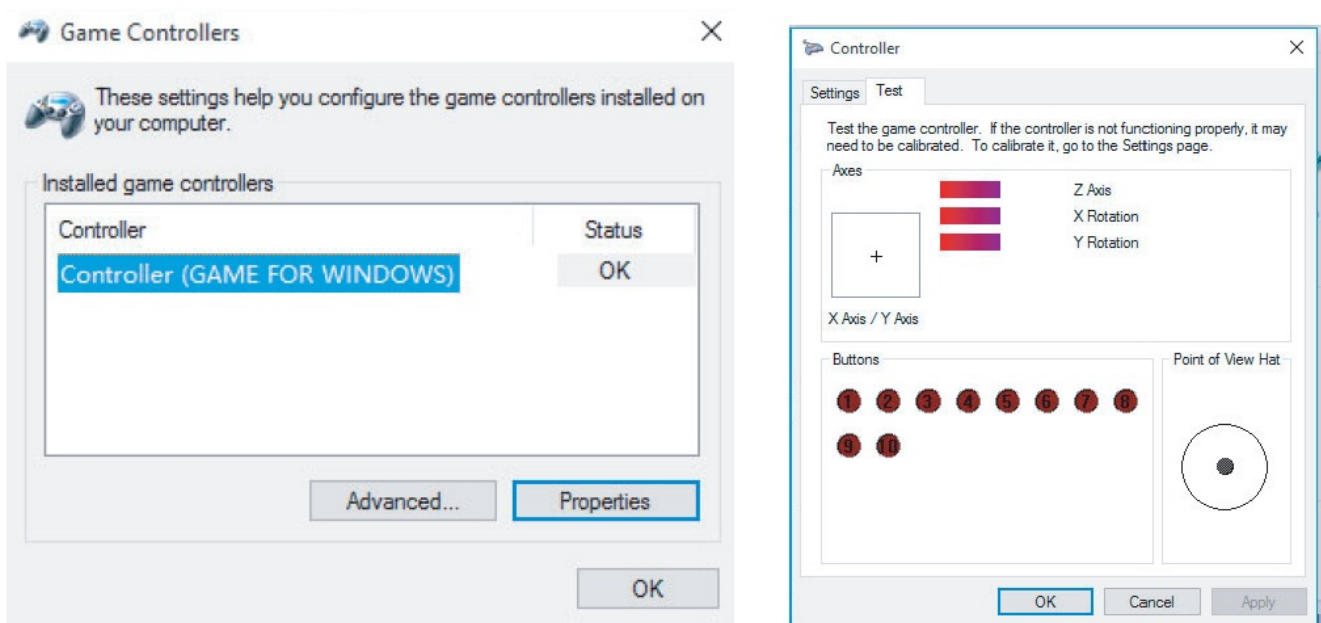 Game Controllers
These settings help you configure the game controllers installed on
your computer.
Installed game controllers
Controller Status
Controller (GAME FOR WINDOWS) OK
Advanced... Properties
OK
Controller
Settings Test
Test the game controller. If the controller is not functioning properly, it may
need to be calibrated. To calibrate it, go to the Settings page.
Axes
Z Axis
X Rotation
Y Rotation
X Axis / Y Axis
Buttons
1 2 3 4 5 6 7 8
9 10
Point of View Hat
OK Cancel Apply